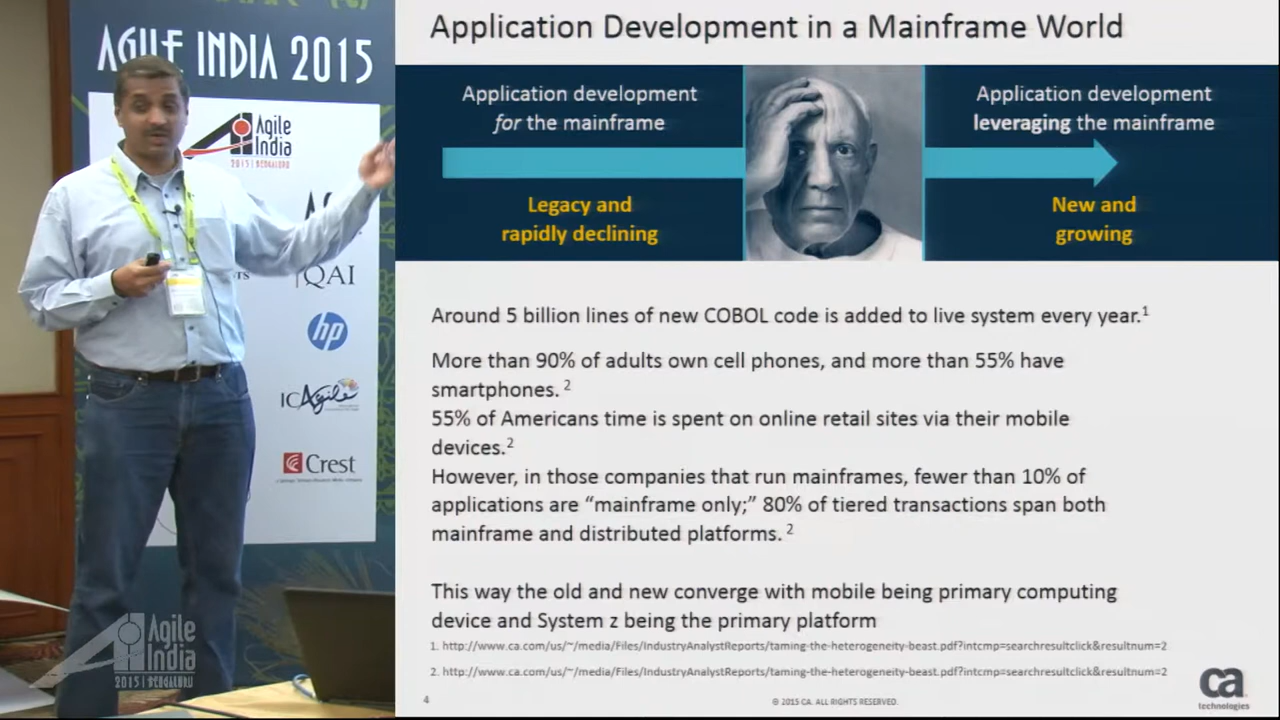 AGILE INDIA 2015
Agile
India
2015 | BENGALURU
QAI
hp
ICAgile
Crest
Agile
India
2015 | BENGALURU
Application Development in a Mainframe World
Application development
for the mainframe
Legacy and
rapidly declining
Application development
leveraging the mainframe
New and
growing
Around 5 billion lines of new COBOL code is added to live system every year.1
More than 90% of adults own cell phones, and more than 55% have
smartphones. 2
55% of Americans time is spent on online retail sites via their mobile
devices.2
However, in those companies that run mainframes, fewer than 10% of
applications are “mainframe only;” 80% of tiered transactions span both
mainframe and distributed platforms. 2
This way the old and new converge with mobile being primary computing
device and System z being the primary platform
1. http://www.ca.com/us/~/media/Files/IndustryAnalystReports/taming-the-heterogeneity-beast.pdf?intcmp=searchresultclick&resultnum=2
2. http://www.ca.com/us/~/media/Files/IndustryAnalystReports/taming-the-heterogeneity-beast.pdf?intcmp=searchresultclick&resultnum=2
4
© 2015 CA. ALL RIGHTS RESERVED.
ca
technologies